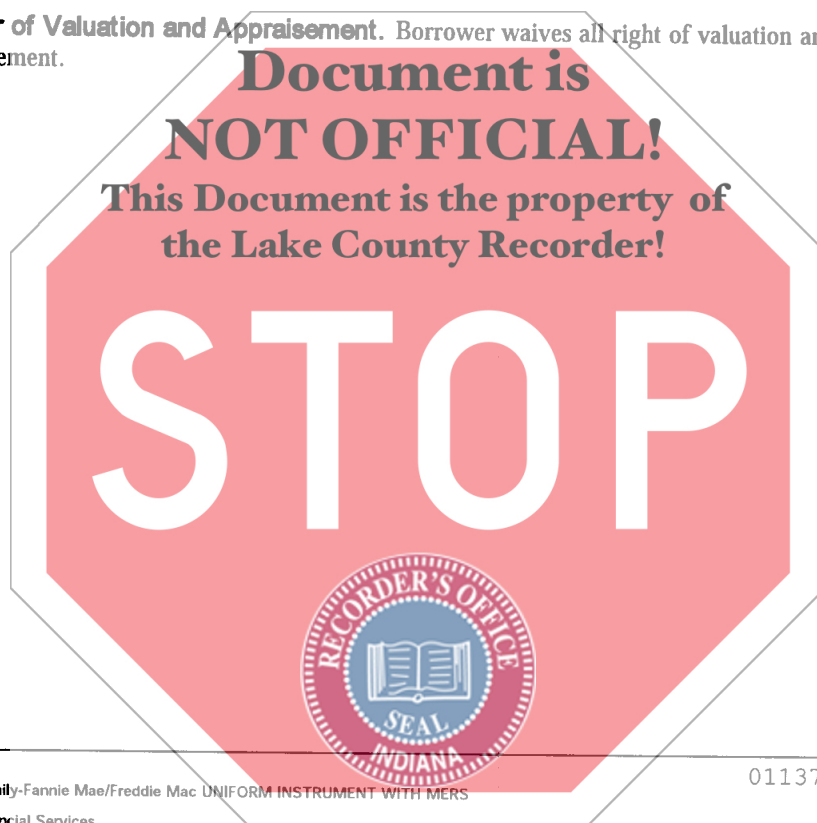 of Valuation and Appraisement. Borrower waives all right of valuation
ement.
Document is
NOT OFFICIAL!
This Document is the property of
the Lake County Recorder!
STOP
RECORDER'S OFFICE
SEAL
INDIANA
01137
ily-Fannie Mae/Freddie Mac UNIFORM INSTRUMENT WITH MERS
cial Services